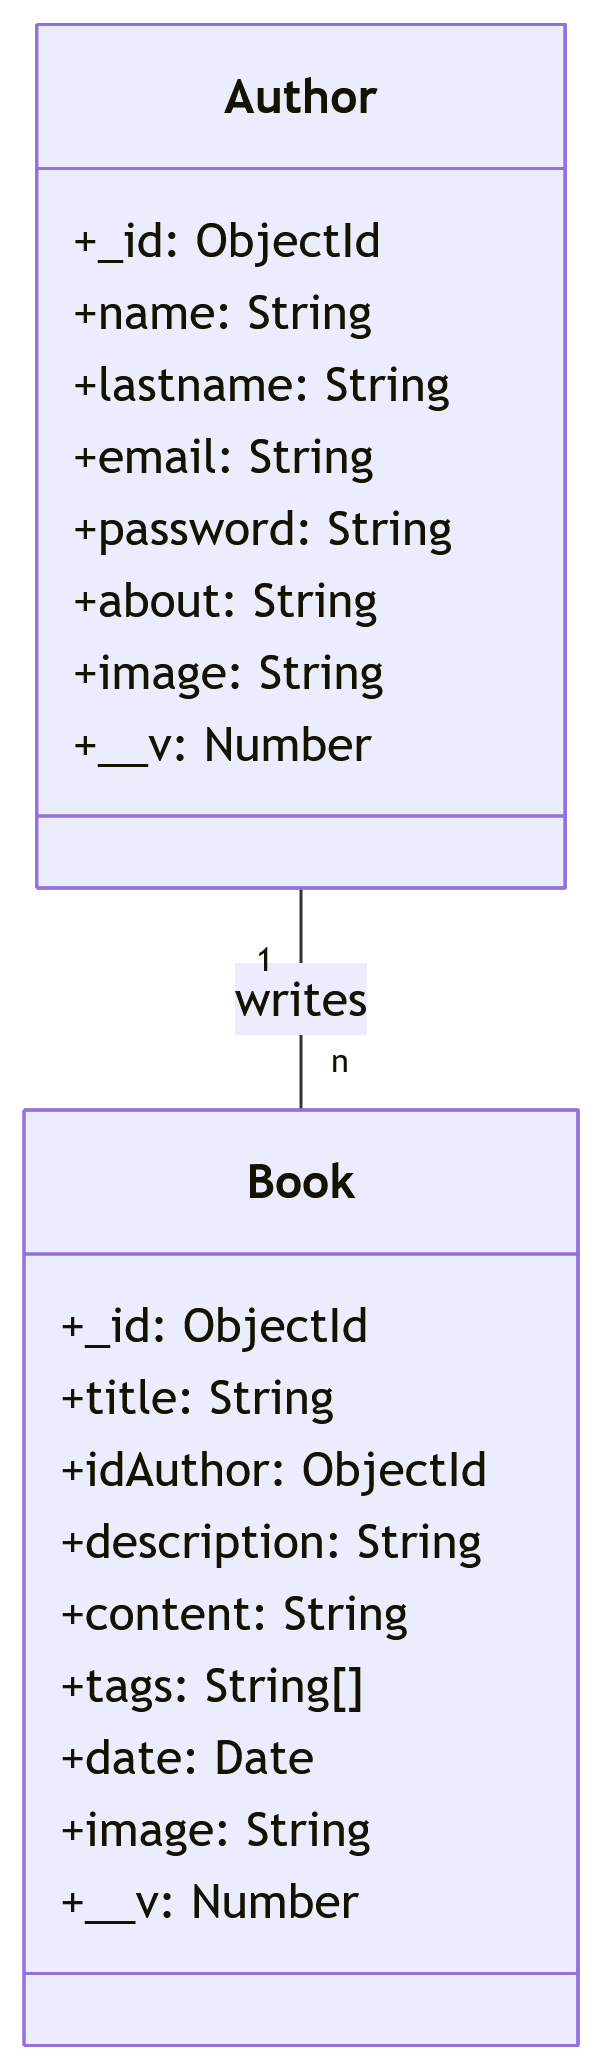 Author
+_id: ObjectId
+name: String
+lastname: String
+email: String
+password: String
+about: String
+image: String
+__v: Number
1
writes
n
Book
+_id: ObjectId
+title: String
+idAuthor: ObjectId
+description: String
+content: String
+tags: String[]
+date: Date
+image: String
+__v: Number